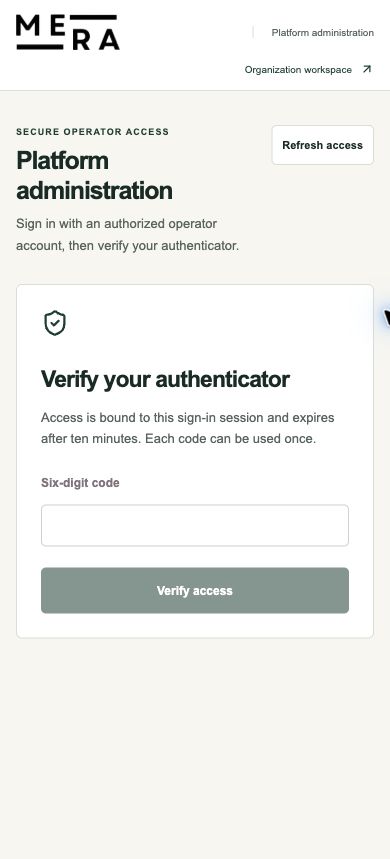 MERA
Platform administration
Organization workspace
SECURE OPERATOR ACCESS
Refresh access
Platform
administration
Sign in with an authorized operator
account, then verify your authenticator.
Verify your authenticator
Access is bound to this sign-in session and expires
after ten minutes. Each code can be used once.
Six-digit code
Verify access